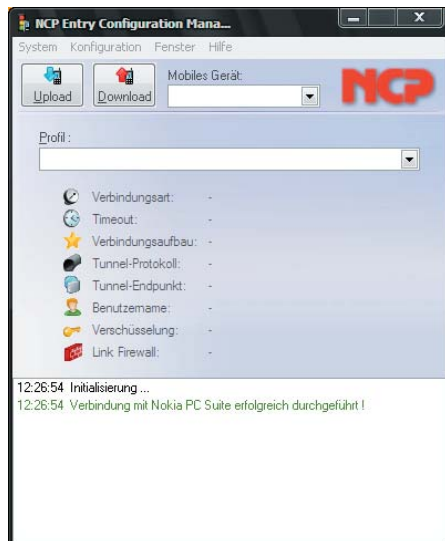 NCP Entry Configuration Mana...
System Konfiguration Fenster Hilfe
Upload Download Mobiles Gerät:
NCP
Profil :
Verbindungsart: -
Timeout: -
Verbindungsaufbau: -
Tunnel-Protokoll: -
Tunnel-Endpunkt: -
Benutzername: -
Verschüsselung: -
Link Firewall: -
12:26:54 Initialisierung ...
12:26:54 Verbindung mit Nokia PC Suite erfolgreich durchgeführt !